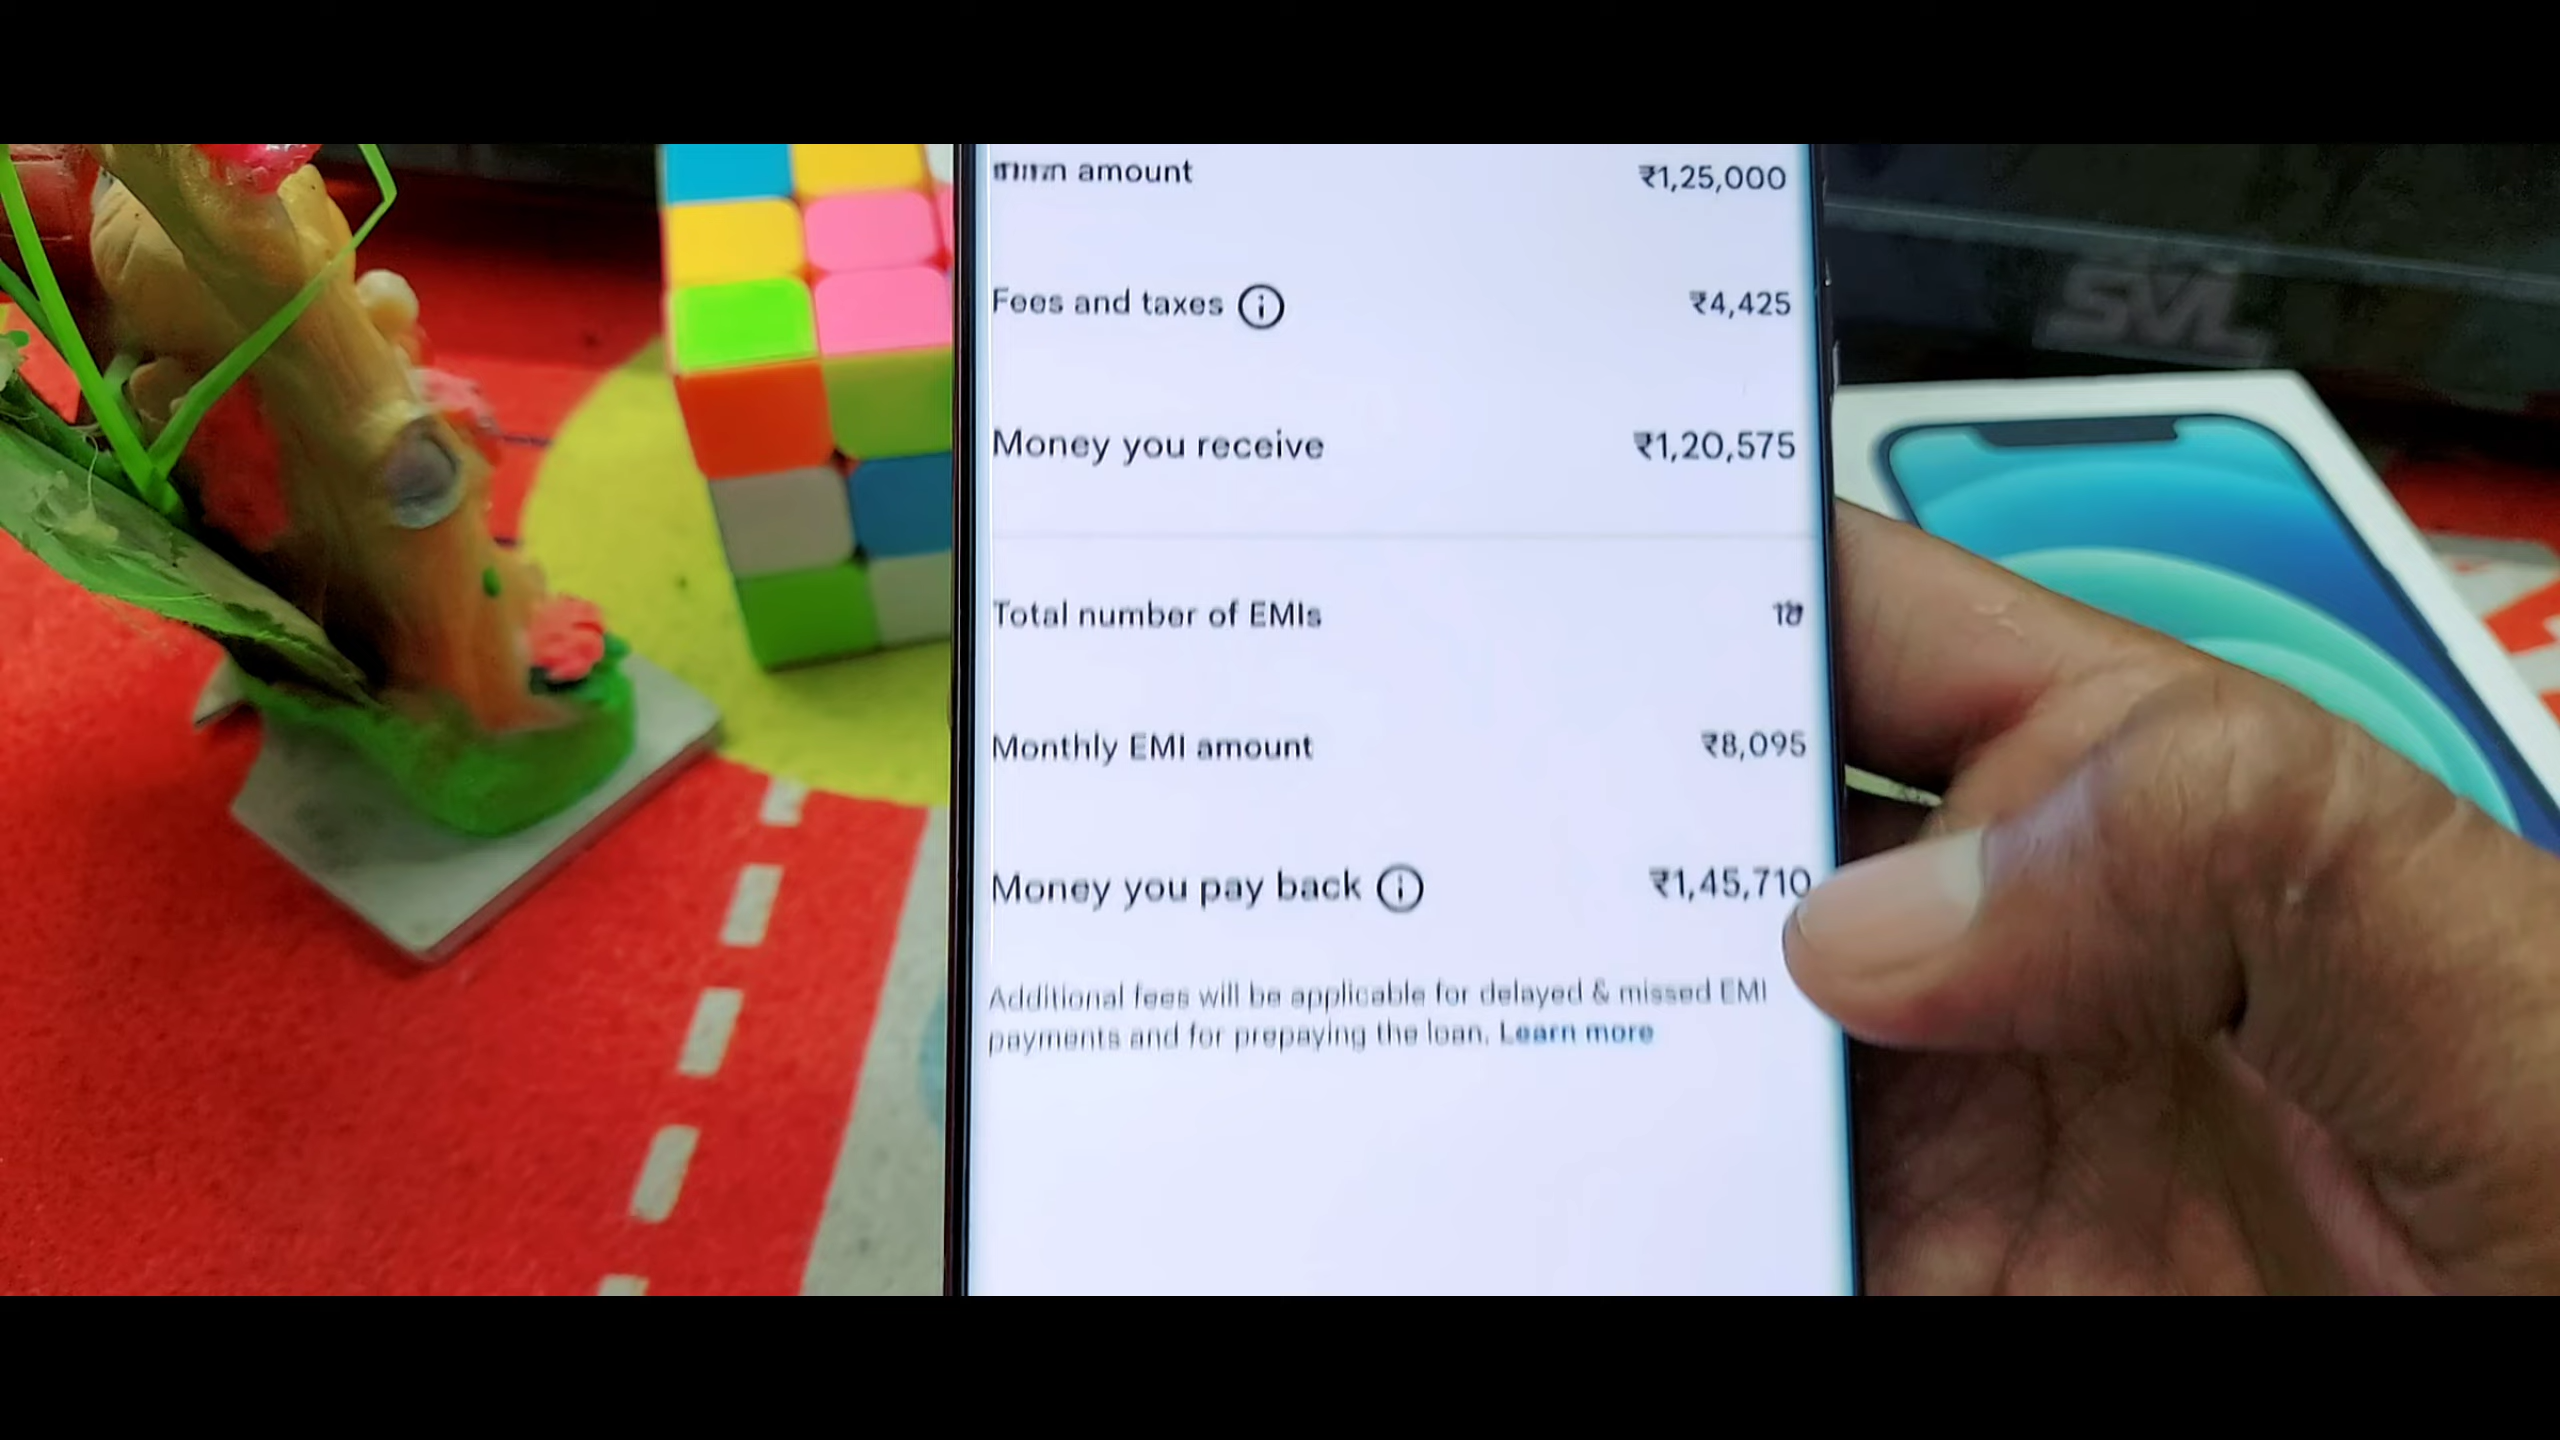 amount ₹1,25,000
Fees and taxes ₹4,425
Money you receive ₹1,20,575
Total number of EMIs
Monthly EMI amount ₹8,095
Money you pay back ₹1,45,710
Additional fees will be applicable for delayed & missed EMI
payments and for prepaying the loan. Learn more
SVL